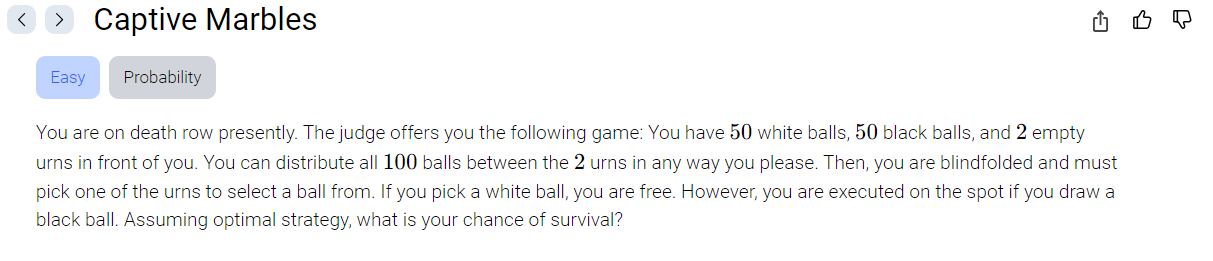 Captive Marbles
Easy Probability
You are on death row presently. The judge offers you the following game: You have 50 white balls, 50 black balls, and 2 empty
urns in front of you. You can distribute all 100 balls between the 2 urns in any way you please. Then, you are blindfolded and must
pick one of the urns to select a ball from. If you pick a white ball, you are free. However, you are executed on the spot if you draw a
black ball. Assuming optimal strategy, what is your chance of survival?